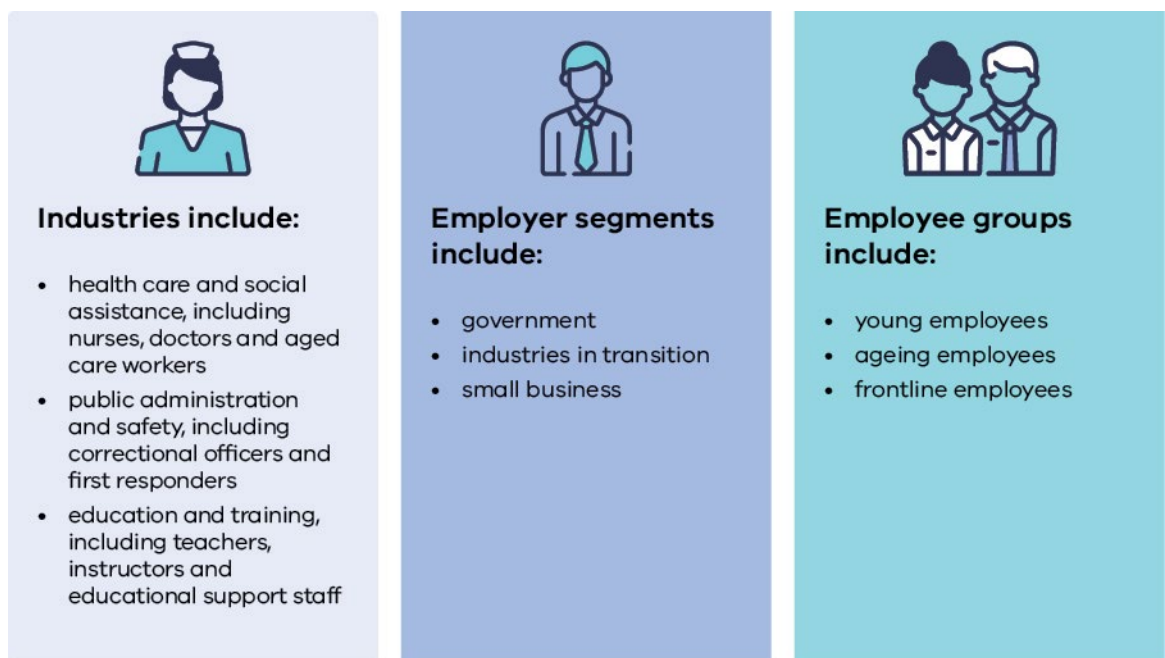 Industries include:
• health care and social
assistance, including
nurses, doctors and aged
care workers
• public administration
and safety, including
correctional officers and
first responders
• education and training,
including teachers,
instructors and
educational support staff
Employer segments
include:
• government
• industries in transition
• small business
Employee groups
include:
• young employees
• ageing employees
• frontline employees